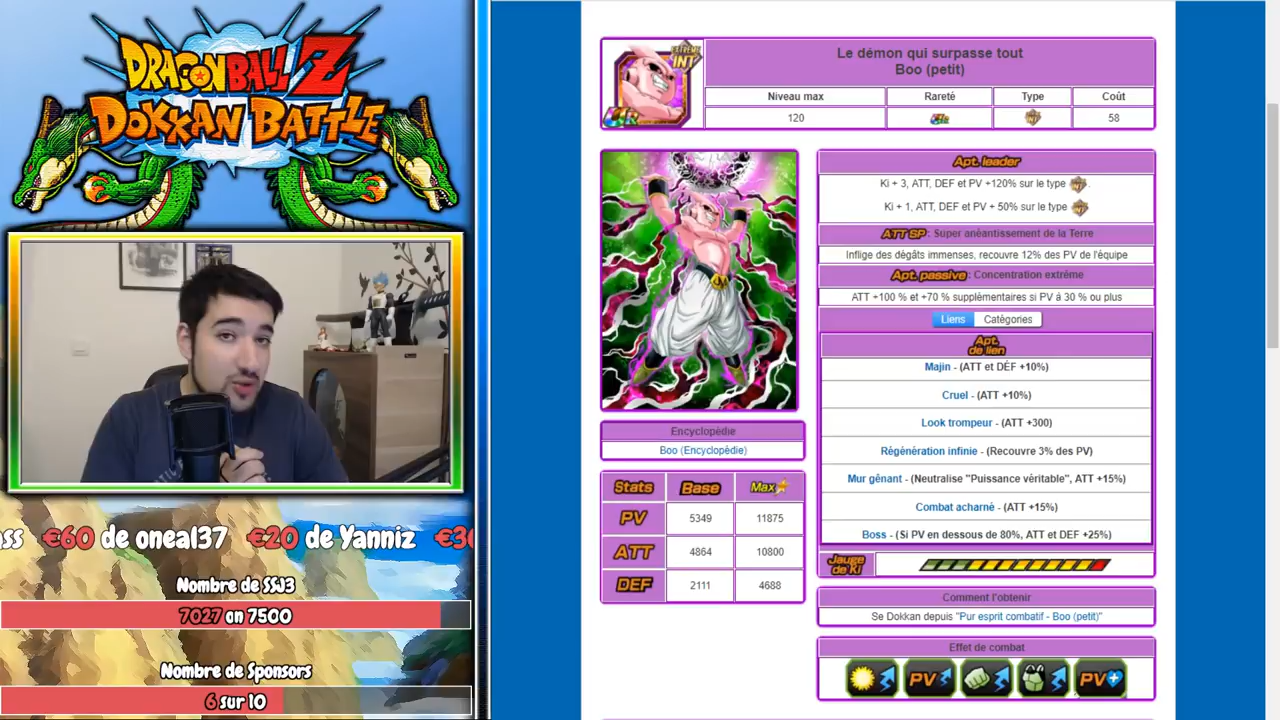 DRAGONBALL Z
DOKKAN BATTLE
ss €60 de oneal37 €20 de Yanniz €3
Nombre de SSJ3
7027 an 7500
Nombre de Sponsors
6 sur 10
EXTRÊME
INT
UR
Le démon qui surpasse tout
Boo (petit)
Niveau max Rareté Type Coût
120 UR INT 58
Apt. leader
Ki + 3, ATT, DEF et PV +120% sur le type INT.
Ki + 1, ATT, DEF et PV + 50% sur le type
ATT SP: Super anéantissement de la Terre
Inflige des dégâts immenses, recouvre 12% des PV de l'équipe
Apt. passive: Concentration extrême
ATT +100 % et +70 % supplémentaires si PV à 30 % ou plus
Liens Catégories
Apt.
de lien
Majin - (ATT et DÉF +10%)
Cruel - (ATT +10%)
Look trompeur - (ATT +300)
Régénération infinie - (Recouvre 3% des PV)
Mur gênant - (Neutralise "Puissance véritable", ATT +15%)
Combat acharné - (ATT +15%)
Boss - (Si PV en dessous de 80%, ATT et DEF +25%)
Jauge
de Ki
Encyclopédie
Boo (Encyclopédie)
Stats Base Max
PV 5349 11875
ATT 4864 10800
DEF 2111 4688
Comment l'obtenir
Se Dokkan depuis "Pur esprit combatif - Boo (petit)"
Effet de combat
PV PV